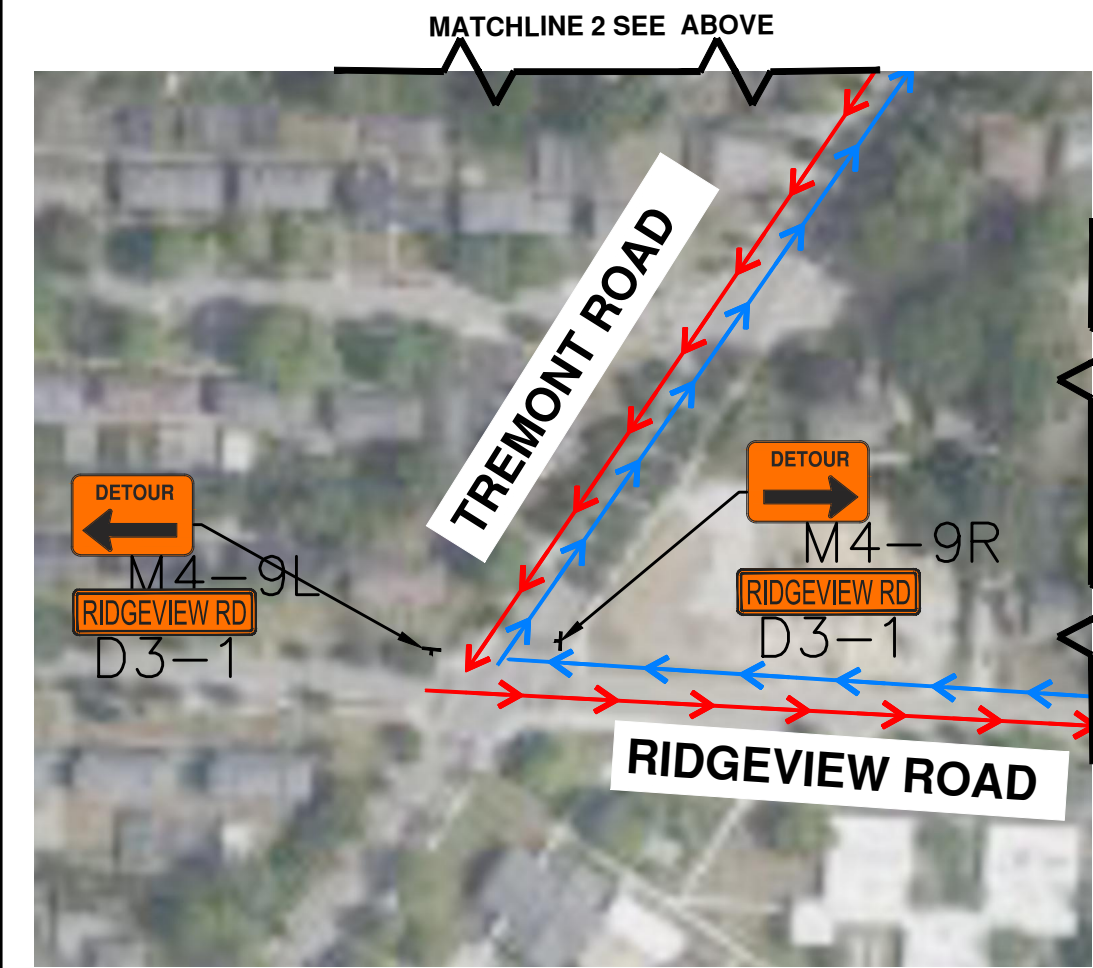 MATCHLINE 2 SEE ABOVE
TREMONT ROAD
DETOUR
M4-9R
RIDGEVIEW RD
D3-1
DETOUR
M4-9L
RIDGEVIEW RD
D3-1
RIDGEVIEW ROAD